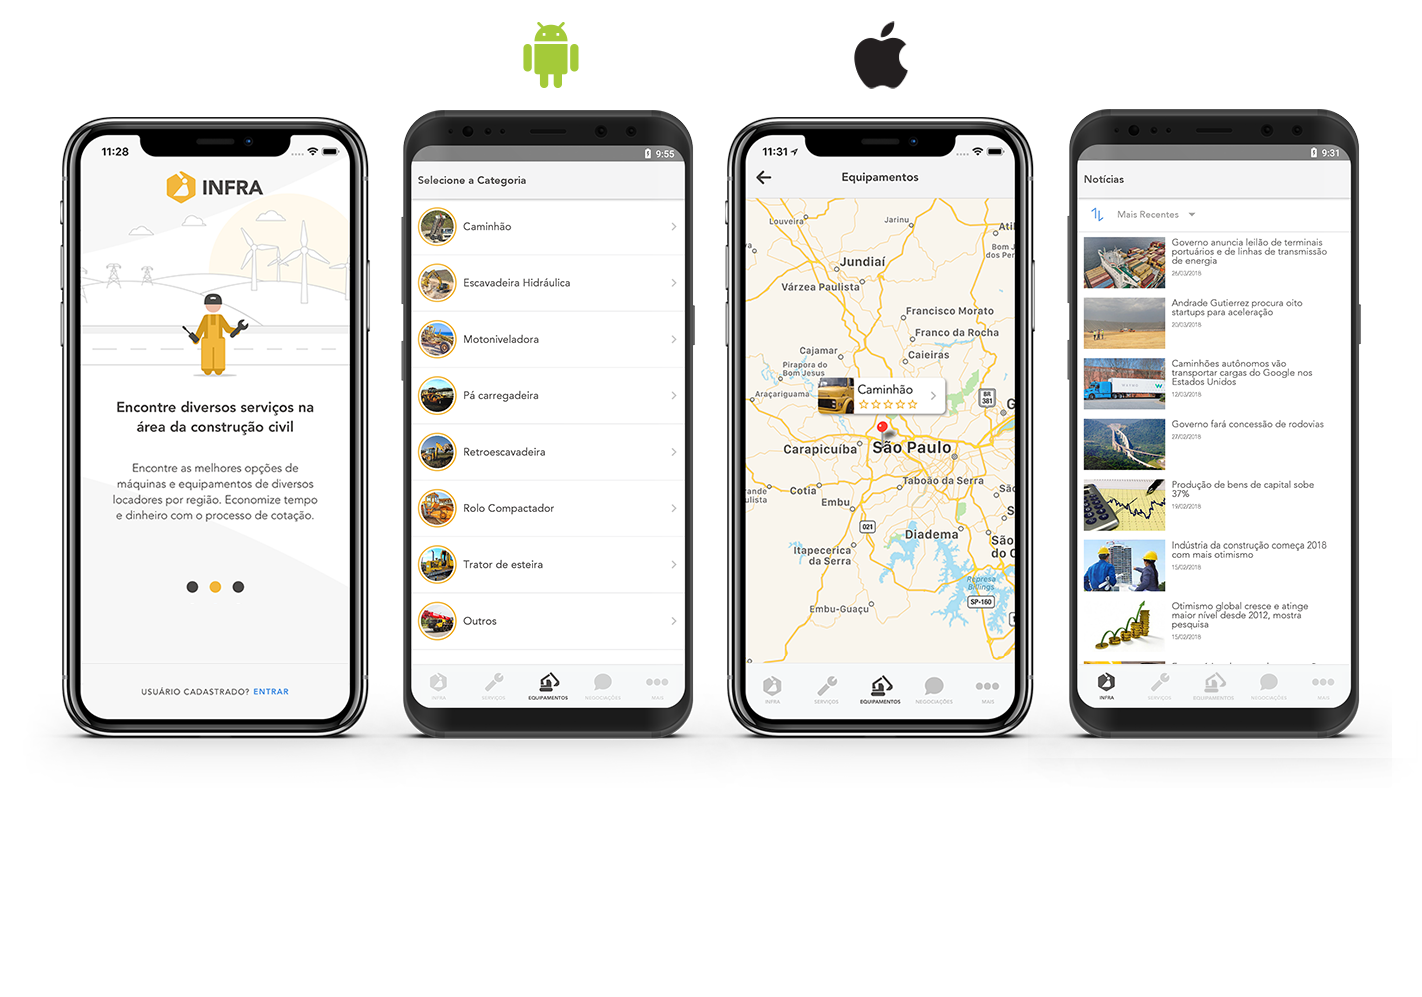 11:28
INFRA
Encontre diversos serviços na
área da construção civil
Encontre as melhores opções de
máquinas e equipamentos de diversos
locadores por região. Economize tempo
e dinheiro com o processo de cotação.
USUÁRIO CADASTRADO? ENTRAR
9:55
Selecione a Categoria
Caminhão
Escavadeira Hidráulica
Motoniveladora
Pá carregadeira
Retroescavadeira
Rolo Compactador
Trator de esteira
Outros
INFRA
SERVIÇOS
EQUIPAMENTOS
NEGOCIAÇÕES
MAIS
11:31
Equipamentos
Louveira
Jarinu
Ati
Bom J
dos Per
Jundiaí
Várzea Paulista
Francisco Morato
Franco da Rocha
Cajamar
Caieiras
Pirapora do
Bom Jesus
Araçariguama
Caminhão
BR
381
G
Carapicuíba
São Paulo
Taboão da Serra
rande
ulista
Cotia
Embu
Sã
021
Diadema
São
do C
Itapecerica
da Serra
Represa
Billings
SP-160
Embu-Guaçu
INFRA
SERVIÇOS
EQUIPAMENTOS
NEGOCIAÇÕES
MAIS
9:31
Notícias
Mais Recentes
Governo anuncia leilão de terminais
portuários e de linhas de transmissão
de energia
26/03/2018
Andrade Gutierrez procura oito
startups para aceleração
20/03/2018
Caminhões autônomos vão
transportar cargas do Google nos
Estados Unidos
12/03/2018
Governo fará concessão de rodovias
27/02/2018
Produção de bens de capital sobe
37%
19/02/2018
Indústria da construção começa 2018
com mais otimismo
15/02/2018
Otimismo global cresce e atinge
maior nível desde 2012, mostra
pesquisa
15/02/2018
INFRA
SERVIÇOS
EQUIPAMENTOS
NEGOCIAÇÕES
MAIS